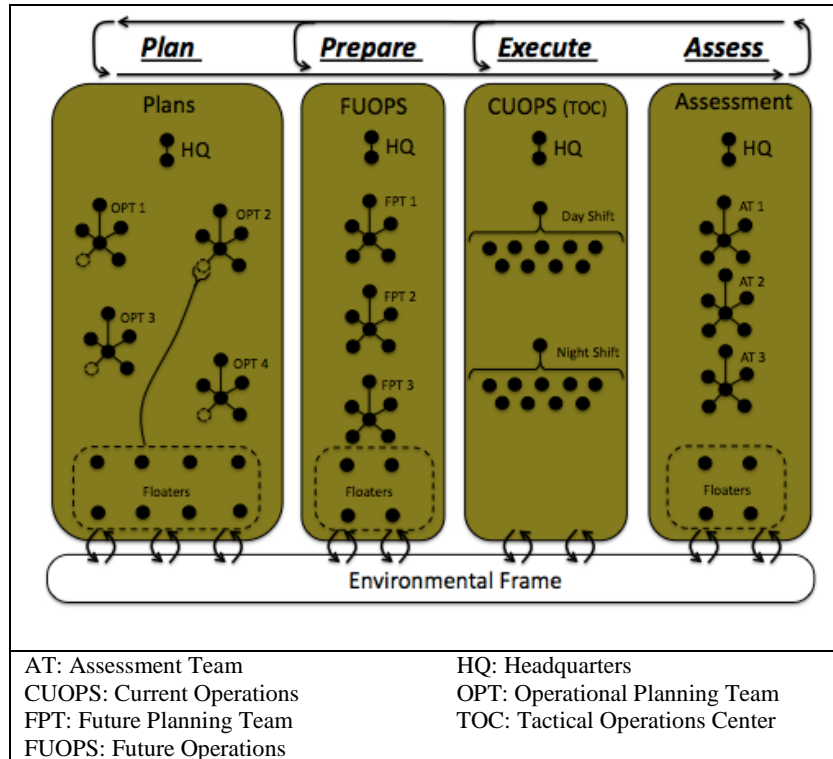 Plan Prepare Execute Assess
Plans FUOPS CUOPS (TOC) Assessment
HQ HQ HQ HQ
OPT 1 OPT 2 FPT 1 Day Shift AT 1
OPT 3 FPT 2 AT 2
OPT 4 FPT 3 Night Shift AT 3
Floaters Floaters Floaters
Environmental Frame
AT: Assessment Team
CUOPS: Current Operations
FPT: Future Planning Team
FUOPS: Future Operations
HQ: Headquarters
OPT: Operational Planning Team
TOC: Tactical Operations Center